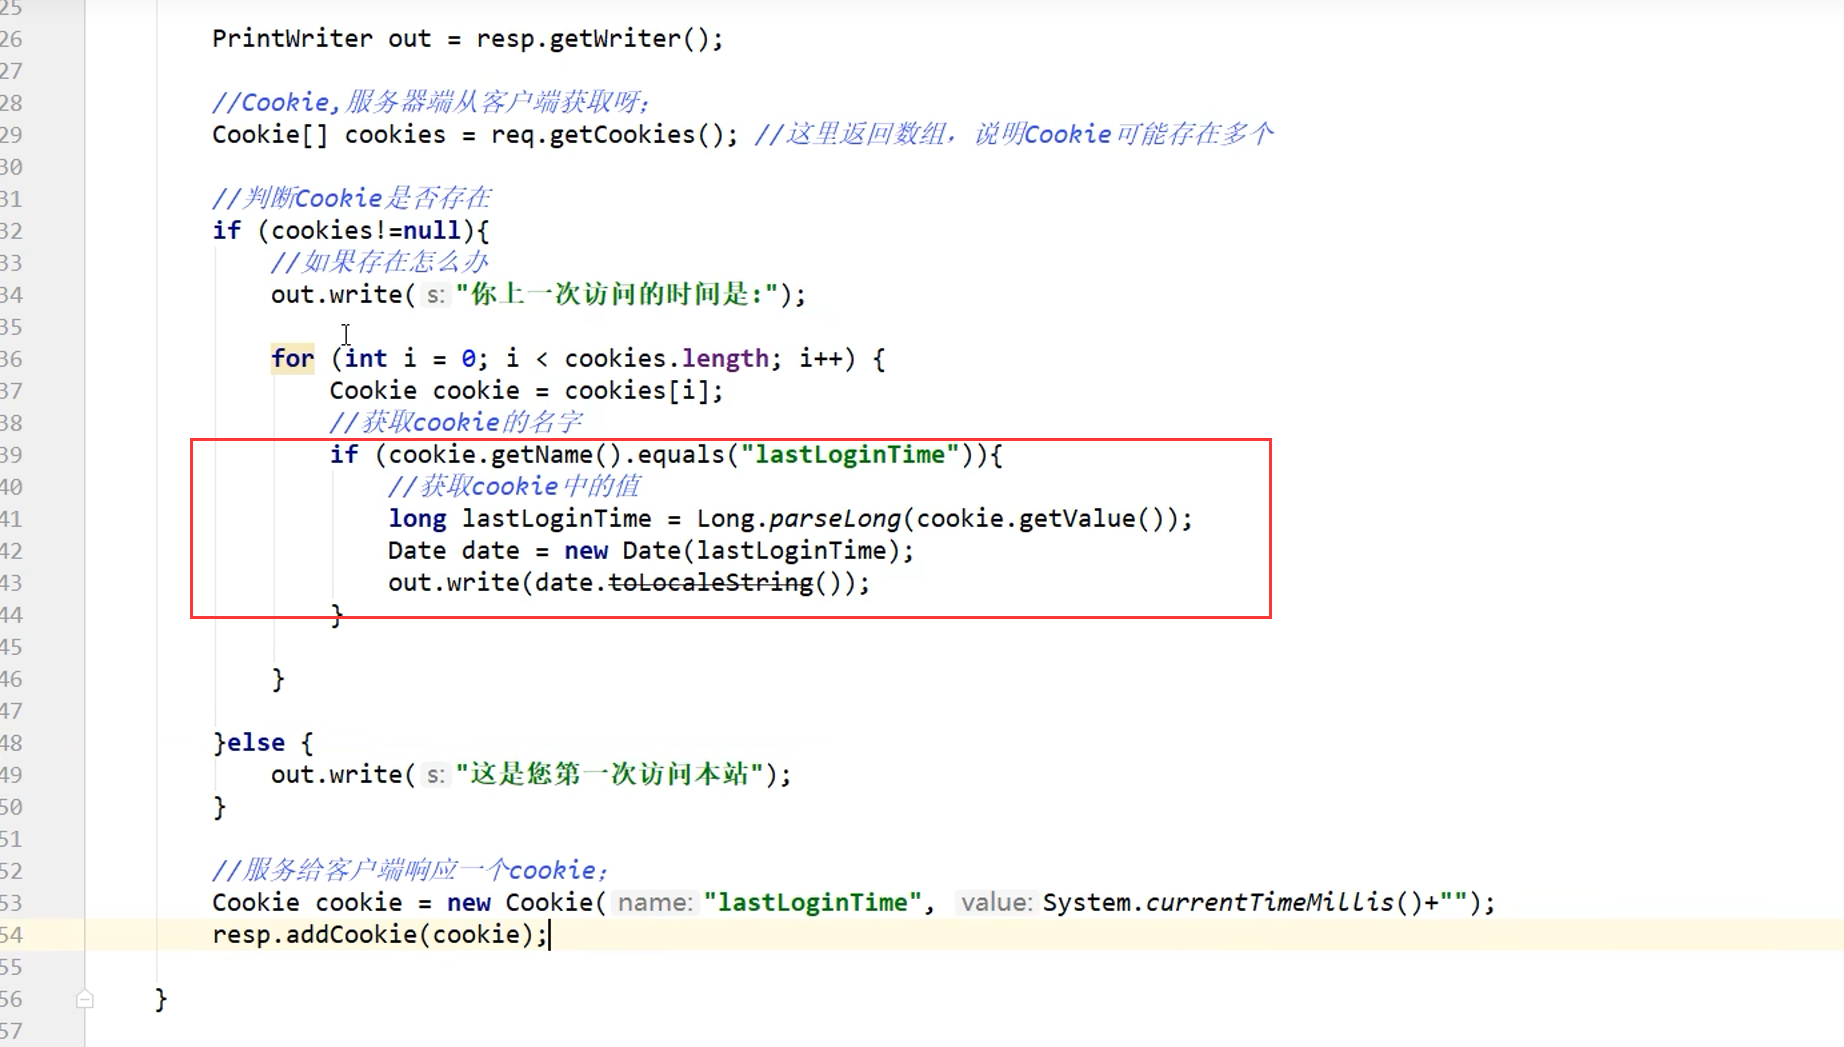 25
26 PrintWriter out = resp.getWriter();
27
28 //Cookie,服务器端从客户端获取呀;
29 Cookie[] cookies = req.getCookies(); //这里返回数组，说明Cookie可能存在多个
30
31 //判断Cookie是否存在
32 if (cookies!=null){
33 //如果存在怎么办
34 out.write( s: "你上一次访问的时间是:");
35
36 for (int i = 0; i < cookies.length; i++) {
37 Cookie cookie = cookies[i];
38 //获取cookie的名字
39 if (cookie.getName().equals("lastLoginTime")){
40 //获取cookie中的值
41 long lastLoginTime = Long.parseLong(cookie.getValue());
42 Date date = new Date(lastLoginTime);
43 out.write(date.toLocaleString());
44 }
45
46 }
47
48 }else {
49 out.write( s: "这是您第一次访问本站");
50 }
51
52 //服务给客户端响应一个cookie;
53 Cookie cookie = new Cookie( name: "lastLoginTime", value: System.currentTimeMillis()+"");
54 resp.addCookie(cookie);
55
56 }
57